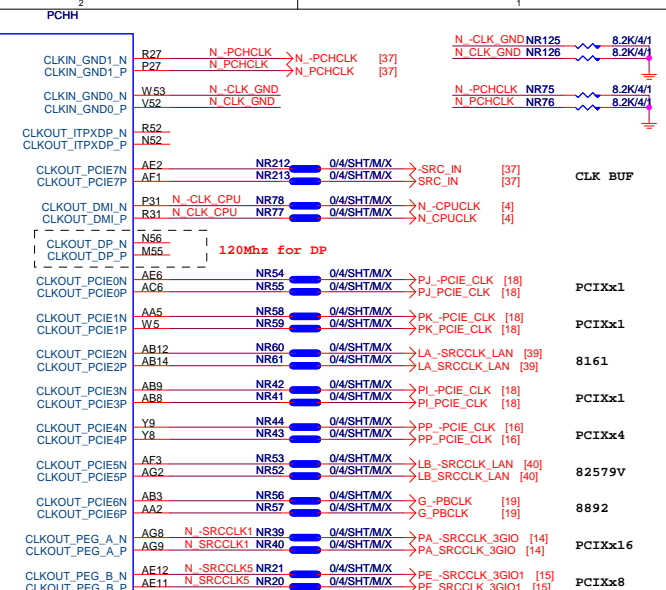 2 1
PCHH
N_-CLK_GND NR125 8.2K/4/1
N_CLK_GND NR126 8.2K/4/1
CLKIN_GND1_N R27 N_-PCHCLK N_-PCHCLK [37]
CLKIN_GND1_P P27 N_PCHCLK N_PCHCLK [37]
CLKIN_GND0_N W53 N_-CLK_GND N_-PCHCLK NR75 8.2K/4/1
CLKIN_GND0_P V52 N_CLK_GND N_PCHCLK NR76 8.2K/4/1
CLKOUT_ITPXDP_N R52
CLKOUT_ITPXDP_P N52
CLKOUT_PCIE7N AE2 NR212 0/4/SHT/M/X -SRC_IN [37]
CLKOUT_PCIE7P AF1 NR213 0/4/SHT/M/X SRC_IN [37]
CLK BUF
CLKOUT_DMI_N P31 N_-CLK_CPU NR78 0/4/SHT/M/X N_-CPUCLK [4]
CLKOUT_DMI_P R31 N_CLK_CPU NR77 0/4/SHT/M/X N_CPUCLK [4]
CLKOUT_DP_N N56
CLKOUT_DP_P M55
120Mhz for DP
CLKOUT_PCIE0N AE6 NR54 0/4/SHT/M/X PJ_-PCIE_CLK [18]
CLKOUT_PCIE0P AC6 NR55 0/4/SHT/M/X PJ_PCIE_CLK [18]
PCIXx1
CLKOUT_PCIE1N AA5 NR58 0/4/SHT/M/X PK_-PCIE_CLK [18]
CLKOUT_PCIE1P W5 NR59 0/4/SHT/M/X PK_PCIE_CLK [18]
PCIXx1
CLKOUT_PCIE2N AB12 NR60 0/4/SHT/M/X LA_-SRCCLK_LAN [39]
CLKOUT_PCIE2P AB14 NR61 0/4/SHT/M/X LA_SRCCLK_LAN [39]
8161
CLKOUT_PCIE3N AB9 NR42 0/4/SHT/M/X PI_-PCIE_CLK [18]
CLKOUT_PCIE3P AB8 NR41 0/4/SHT/M/X PI_PCIE_CLK [18]
PCIXx1
CLKOUT_PCIE4N Y9 NR44 0/4/SHT/M/X PP_-PCIE_CLK [16]
CLKOUT_PCIE4P Y8 NR43 0/4/SHT/M/X PP_PCIE_CLK [16]
PCIXx4
CLKOUT_PCIE5N AF3 NR53 0/4/SHT/M/X LB_-SRCCLK_LAN [40]
CLKOUT_PCIE5P AG2 NR52 0/4/SHT/M/X LB_SRCCLK_LAN [40]
82579V
CLKOUT_PCIE6N AB3 NR56 0/4/SHT/M/X G_-PBCLK [19]
CLKOUT_PCIE6P AA2 NR57 0/4/SHT/M/X G_PBCLK [19]
8892
CLKOUT_PEG_A_N AG8 N_-SRCCLK1 NR39 0/4/SHT/M/X PA_-SRCCLK_3GIO [14]
CLKOUT_PEG_A_P AG9 N_SRCCLK1 NR40 0/4/SHT/M/X PA_SRCCLK_3GIO [14]
PCIXx16
CLKOUT_PEG_B_N AE12 N_-SRCCLK5 NR21 0/4/SHT/M/X PE_-SRCCLK_3GIO1 [15]
CLKOUT_PEG_B_P AE11 N_SRCCLK5 NR20 0/4/SHT/M/X PE_SRCCLK_3GIO1 [15]
PCIXx8